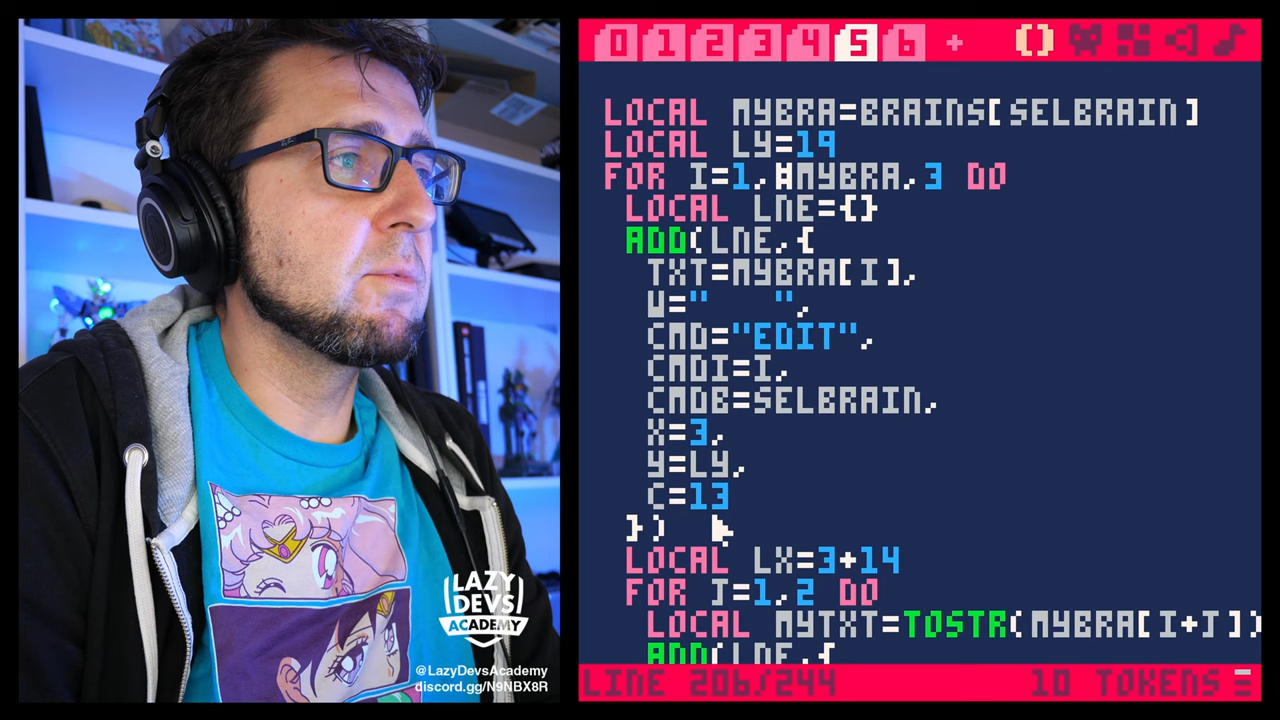 LAZY
DEVS
ACADEMY
@LazyDevsAcademy
discord.gg/N9NBX8R
0 1 2 3 4 5 6 + ()
LOCAL MYBRA=BRAINS[SELBRAIN]
LOCAL LY=19
FOR I=1,#MYBRA,3 DO
LOCAL LNE={}
ADD(LNE,{
TXT=MYBRA[I],
W="    ",
CMD="EDIT",
CMDI=I,
CMDB=SELBRAIN,
X=3,
Y=LY,
C=13
})
LOCAL LX=3+14
FOR J=1,2 DO
LOCAL MYTXT=TOSTR(MYBRA[I+J])
ADD(LNE,{
LINE 206/244 10 TOKENS